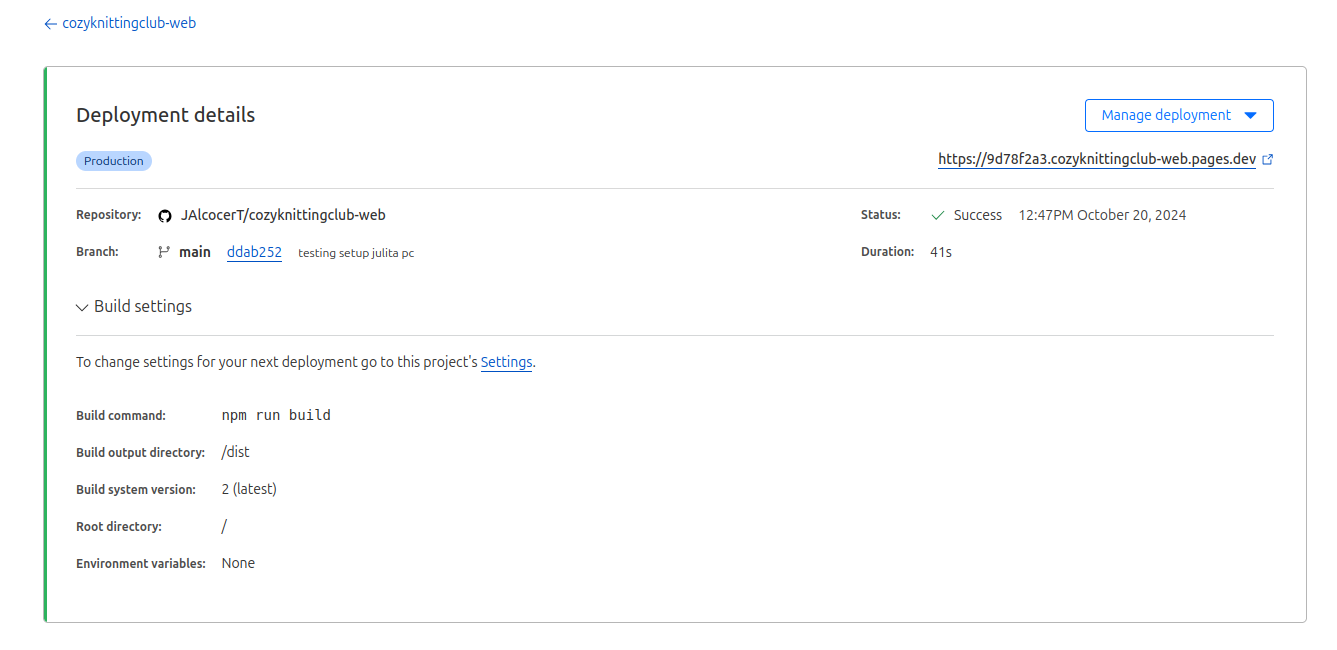 ← cozyknittingclub-web
Deployment details
Manage deployment
Production
https://9d78f2a3.cozyknittingclub-web.pages.dev
Repository: JAlcocerT/cozyknittingclub-web
Status: Success 12:47PM October 20, 2024
Branch: main ddab252 testing setup julita pc
Duration: 41s
Build settings
To change settings for your next deployment go to this project's Settings.
Build command: npm run build
Build output directory: /dist
Build system version: 2 (latest)
Root directory: /
Environment variables: None